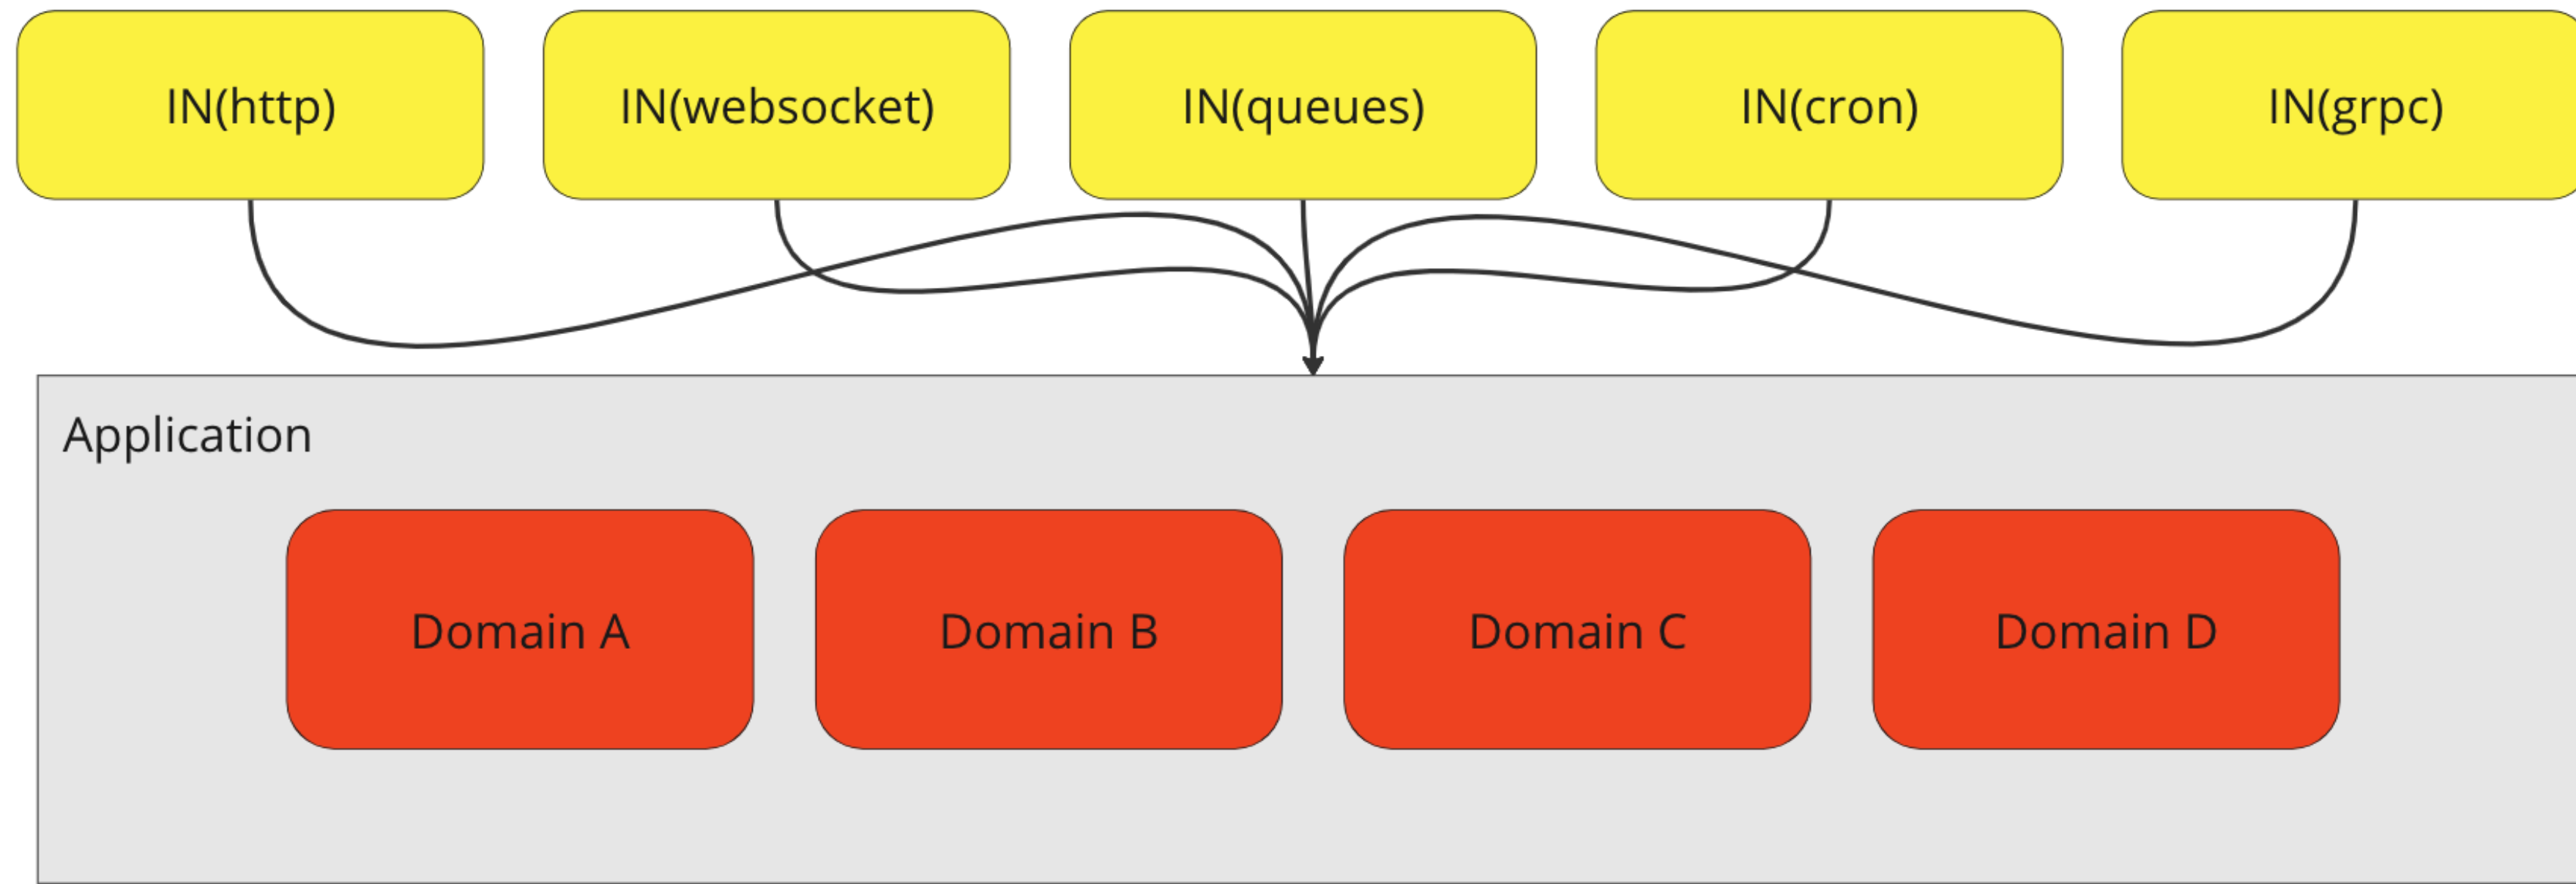 IN(http)
IN(websocket)
IN(queues)
IN(cron)
IN(grpc)
Application
Domain A
Domain B
Domain C
Domain D